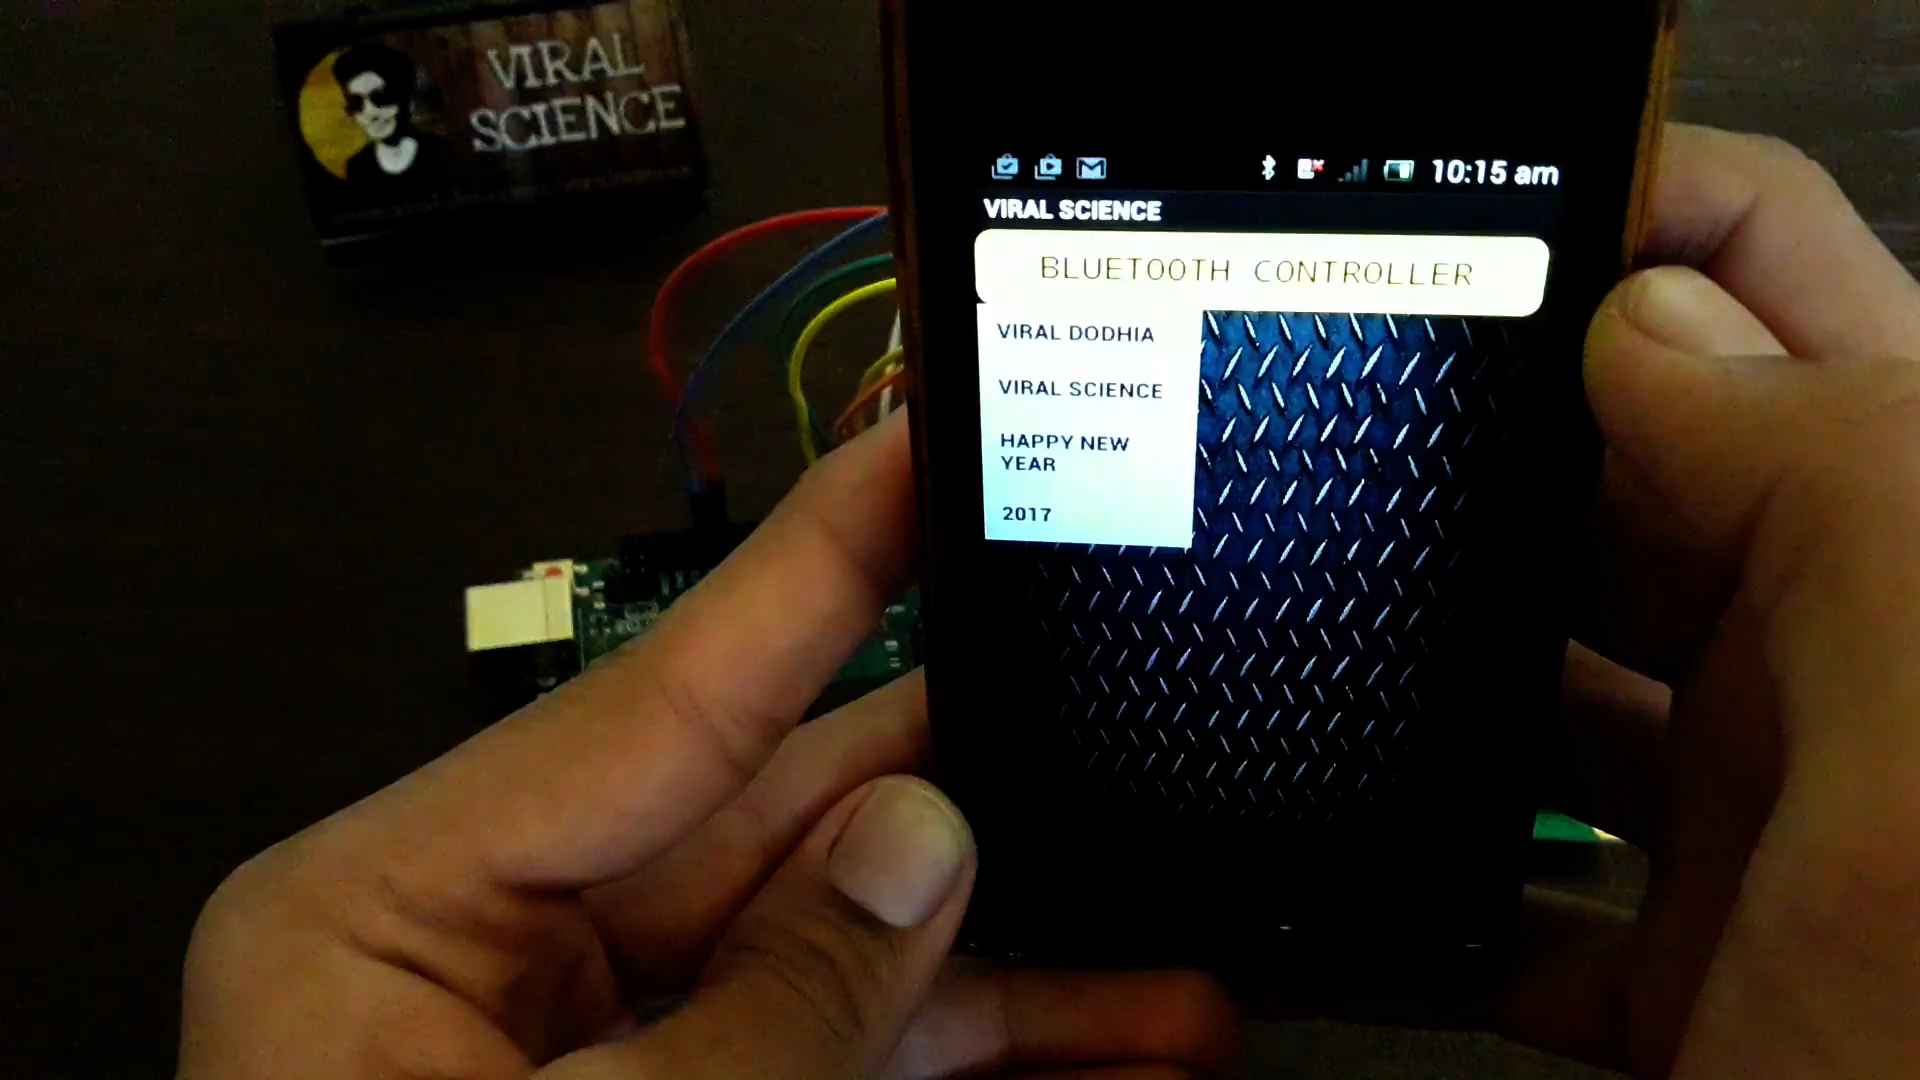 VIRAL
SCIENCE
10:15 am
VIRAL SCIENCE
BLUETOOTH CONTROLLER
VIRAL DODHIA
VIRAL SCIENCE
HAPPY NEW
YEAR
2017